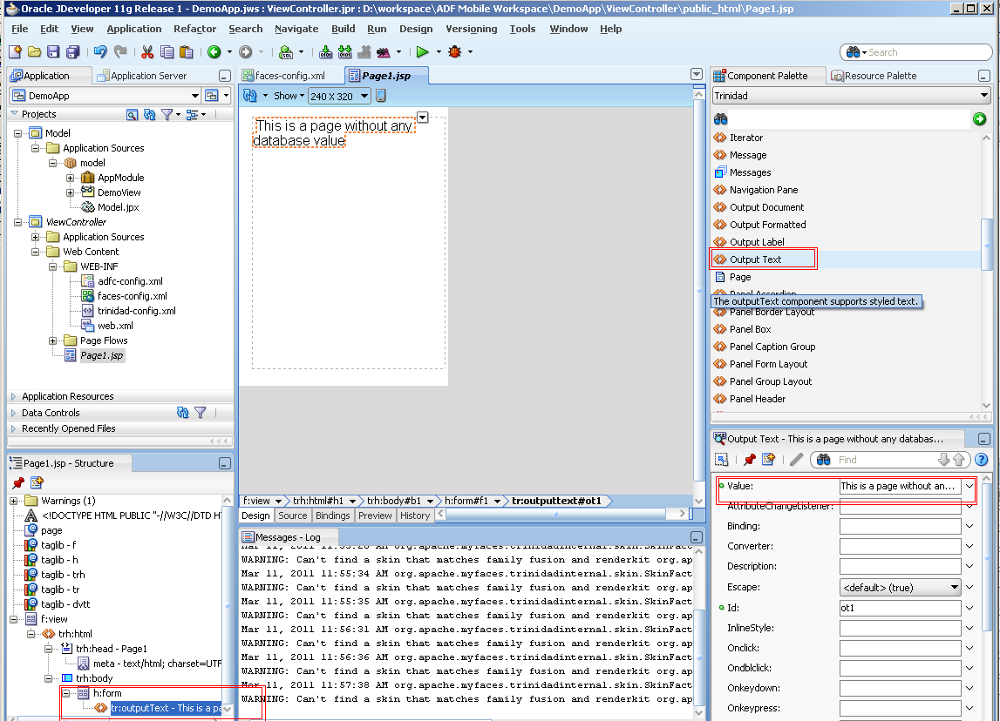 Oracle JDeveloper 11g Release 1 - DemoApp.jws : ViewController.jpr : D:\workspace\ADF Mobile Workspace\DemoApp\ViewController\public_html\Page1.jsp
File Edit View Application Refactor Search Navigate Build Run Design Versioning Tools Window Help
Search
Application
Application Server
DemoApp
Projects
Model
Application Sources
model
AppModule
DemoView
Model.jpx
ViewController
Application Sources
Web Content
WEB-INF
adfc-config.xml
faces-config.xml
trinidad-config.xml
web.xml
Page Flows
Page1.jsp
Application Resources
Data Controls
Recently Opened Files
Page1.jsp - Structure
Warnings (1)
<!DOCTYPE HTML PUBLIC "-//W3C//DTD H
page
taglib - f
taglib - h
taglib - trh
taglib - tr
taglib - dvtt
f:view
trh:html
trh:head - Page1
meta - text/html; charset=UTF
trh:body
h:form
tr:outputText - This is a pa
faces-config.xml
Page1.jsp
Show
240 X 320
This is a page without any
database value
f:view
trh:html#h1
trh:body#b1
h:form#f1
tr:outputtext#ot1
Design Source Bindings Preview History
Messages - Log
WARNING: Can't find a skin that matches family fusion and renderkit org.ap
Mar 11, 2011 11:55:34 AM org.apache.myfaces.trinidadinternal.skin.SkinFact
WARNING: Can't find a skin that matches family fusion and renderkit org.ap
Mar 11, 2011 11:55:35 AM org.apache.myfaces.trinidadinternal.skin.SkinFact
WARNING: Can't find a skin that matches family fusion and renderkit org.ap
Mar 11, 2011 11:56:31 AM org.apache.myfaces.trinidadinternal.skin.SkinFact
WARNING: Can't find a skin that matches family fusion and renderkit org.ap
Mar 11, 2011 11:56:36 AM org.apache.myfaces.trinidadinternal.skin.SkinFact
WARNING: Can't find a skin that matches family fusion and renderkit org.ap
Mar 11, 2011 11:57:38 AM org.apache.myfaces.trinidadinternal.skin.SkinFact
WARNING: Can't find a skin that matches family fusion and renderkit org.ap
Component Palette
Resource Palette
Trinidad
Iterator
Message
Messages
Navigation Pane
Output Document
Output Formatted
Output Label
Output Text
Page
Panel Accordion
The outputText component supports styled text.
Panel Border Layout
Panel Box
Panel Caption Group
Panel Form Layout
Panel Group Layout
Panel Header
Output Text - This is a page without any databas...
Find
Value: This is a page without an...
AttributeChangeListener:
Binding:
Converter:
Description:
Escape: <default> (true)
Id: ot1
InlineStyle:
Onclick:
Ondblclick:
Onkeydown:
Onkeypress: